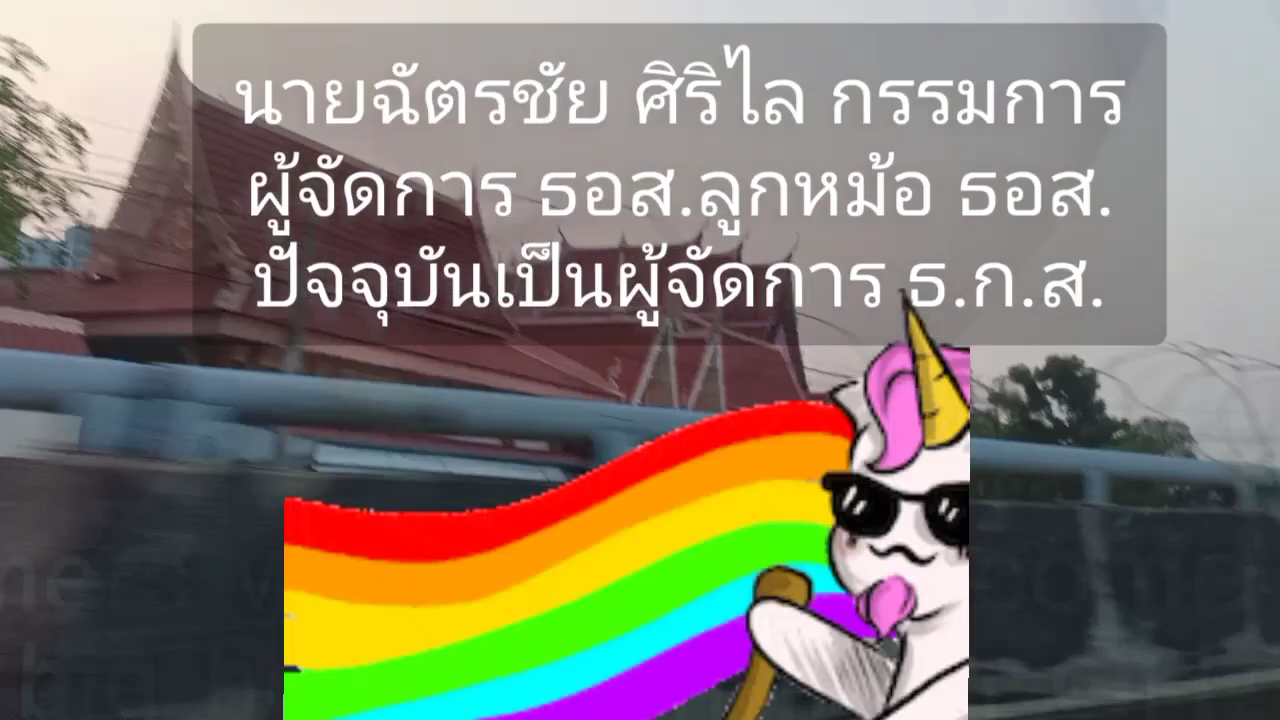 นายฉัตรชัย ศิริไล กรรมการ
ผู้จัดการ ธอส.ลูกหม้อ ธอส.
ปัจจุบันเป็นผู้จัดการ ธ.ก.ส.